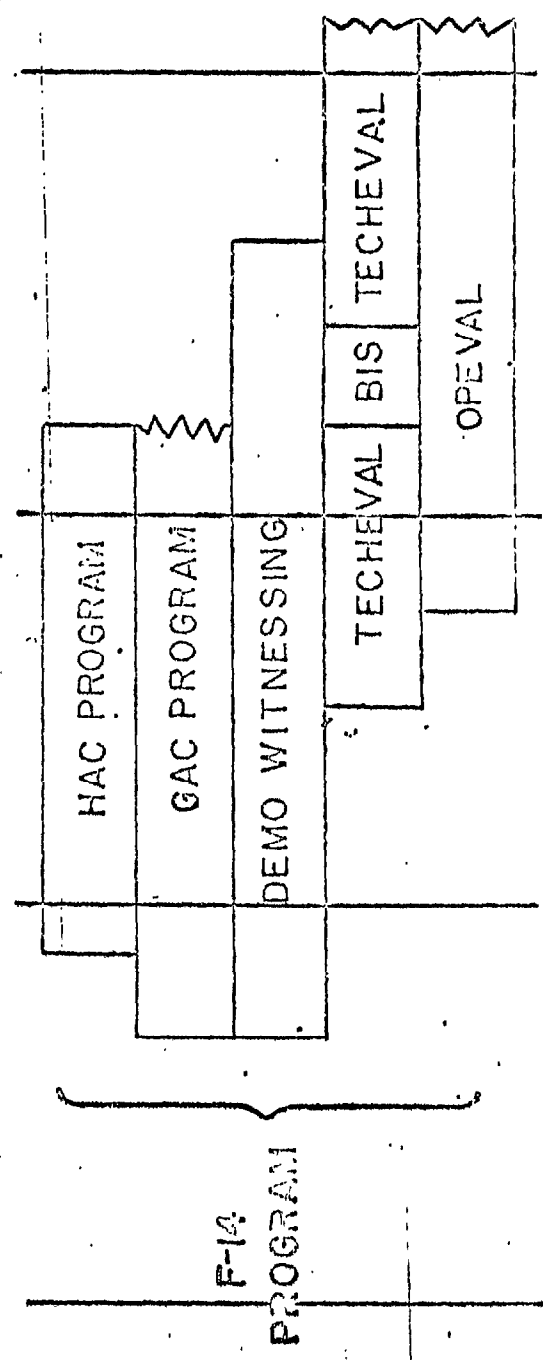 F-14
PROGRAM
HAC PROGRAM
GAC PROGRAM
DEMO WITNESSING
TECHEVAL BIS TECHEVAL
OPEVAL